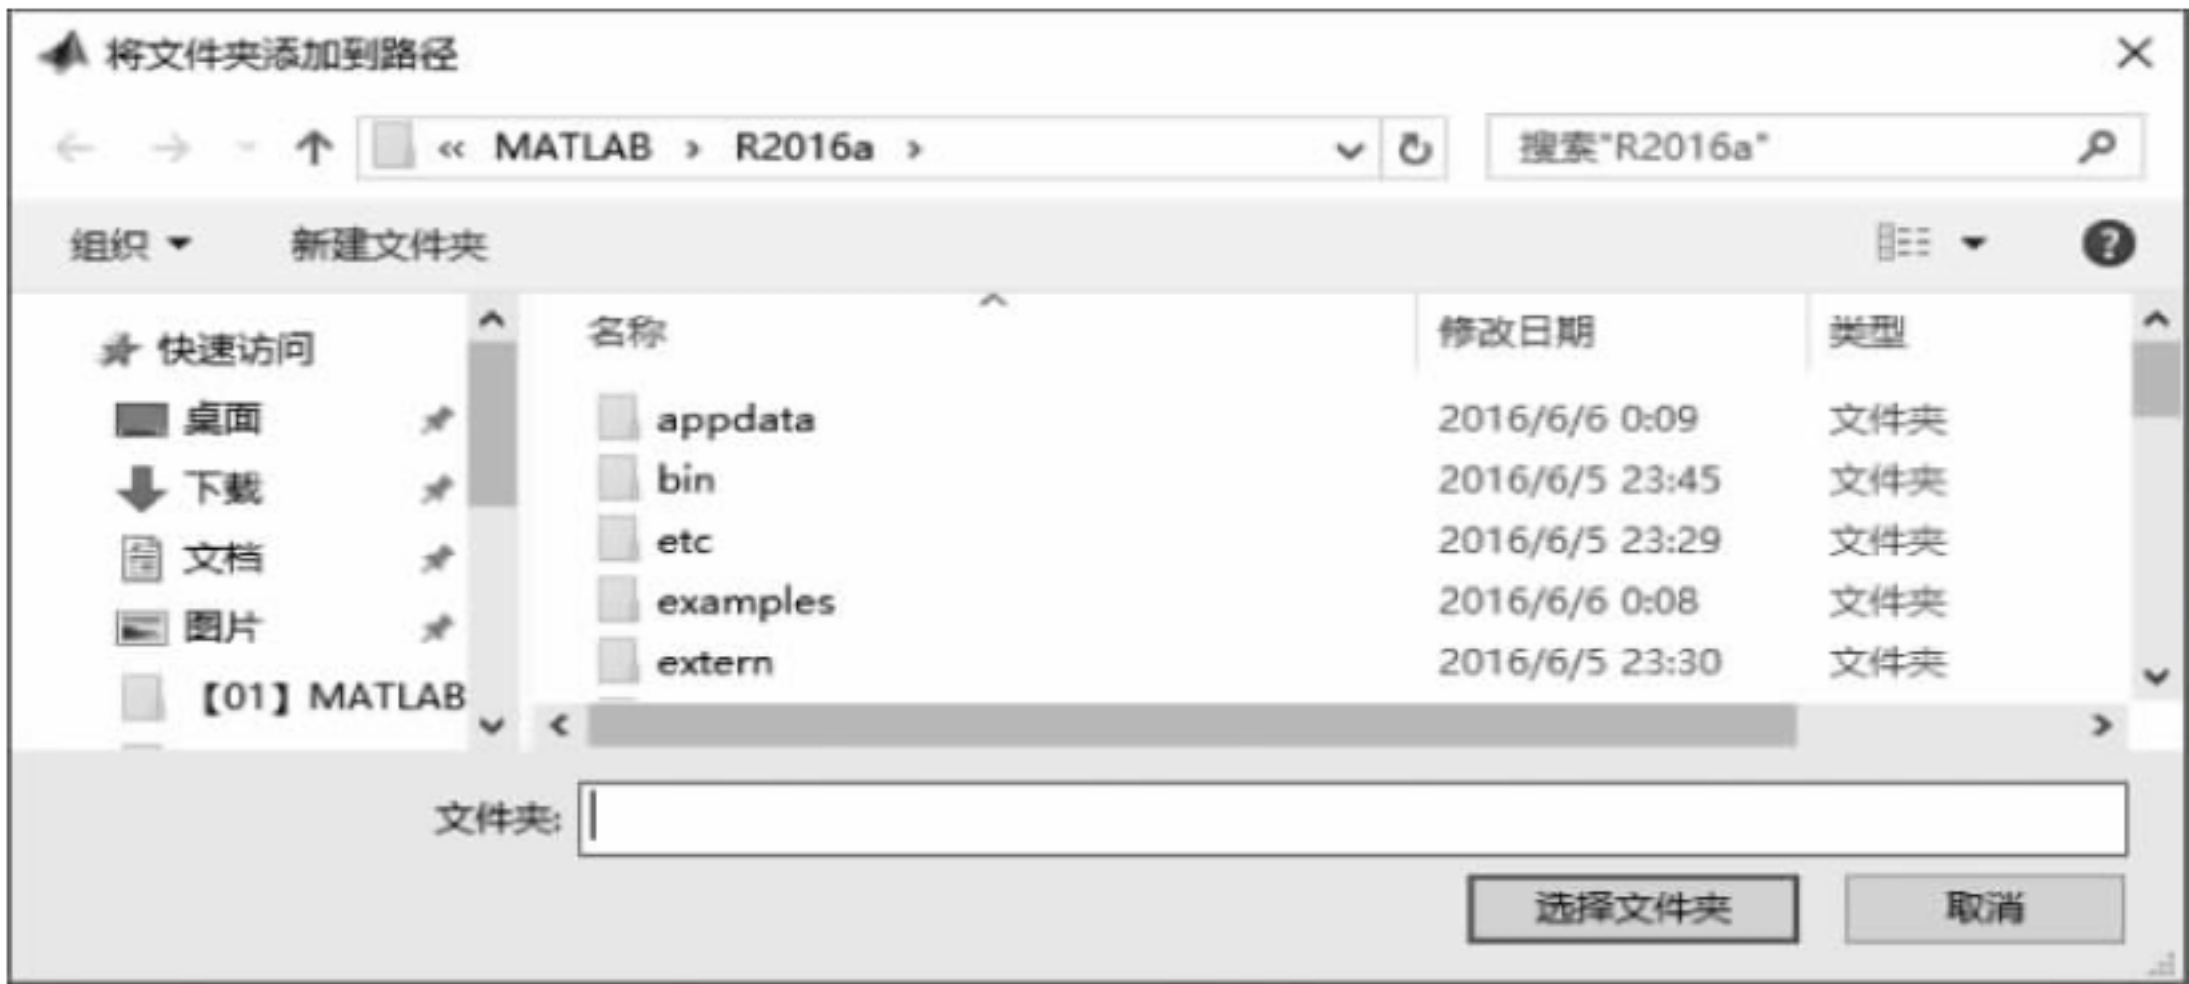 将文件夹添加到路径
« MATLAB › R2016a ›
搜索"R2016a"
组织
新建文件夹
快速访问
桌面
下载
文档
图片
【01】MATLAB
名称 修改日期 类型
appdata 2016/6/6 0:09 文件夹
bin 2016/6/5 23:45 文件夹
etc 2016/6/5 23:29 文件夹
examples 2016/6/6 0:08 文件夹
extern 2016/6/5 23:30 文件夹
文件夹:
选择文件夹
取消